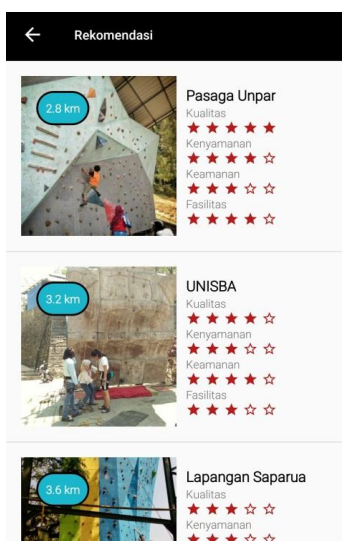 Rekomendasi
2.8 km
Pasaga Unpar
Kualitas
Kenyamanan
Keamanan
Fasilitas
3.2 km
UNISBA
Kualitas
Kenyamanan
Keamanan
Fasilitas
3.6 km
Lapangan Saparua
Kualitas
Kenyamanan